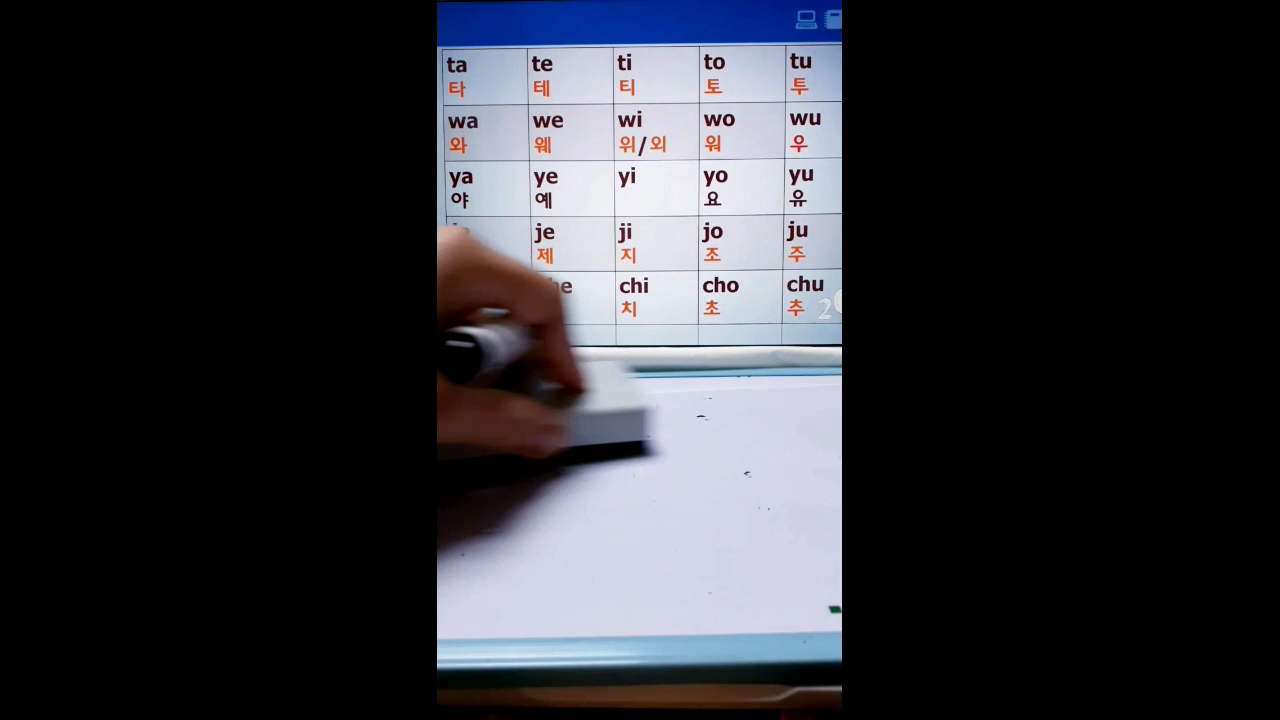 ta te ti to tu
타 테 티 토 투
wa we wi wo wu
와 웨 위/외 워 우
ya ye yi yo yu
야 예 요 유
je ji jo ju
제 지 조 주
chi cho chu
치 초 추